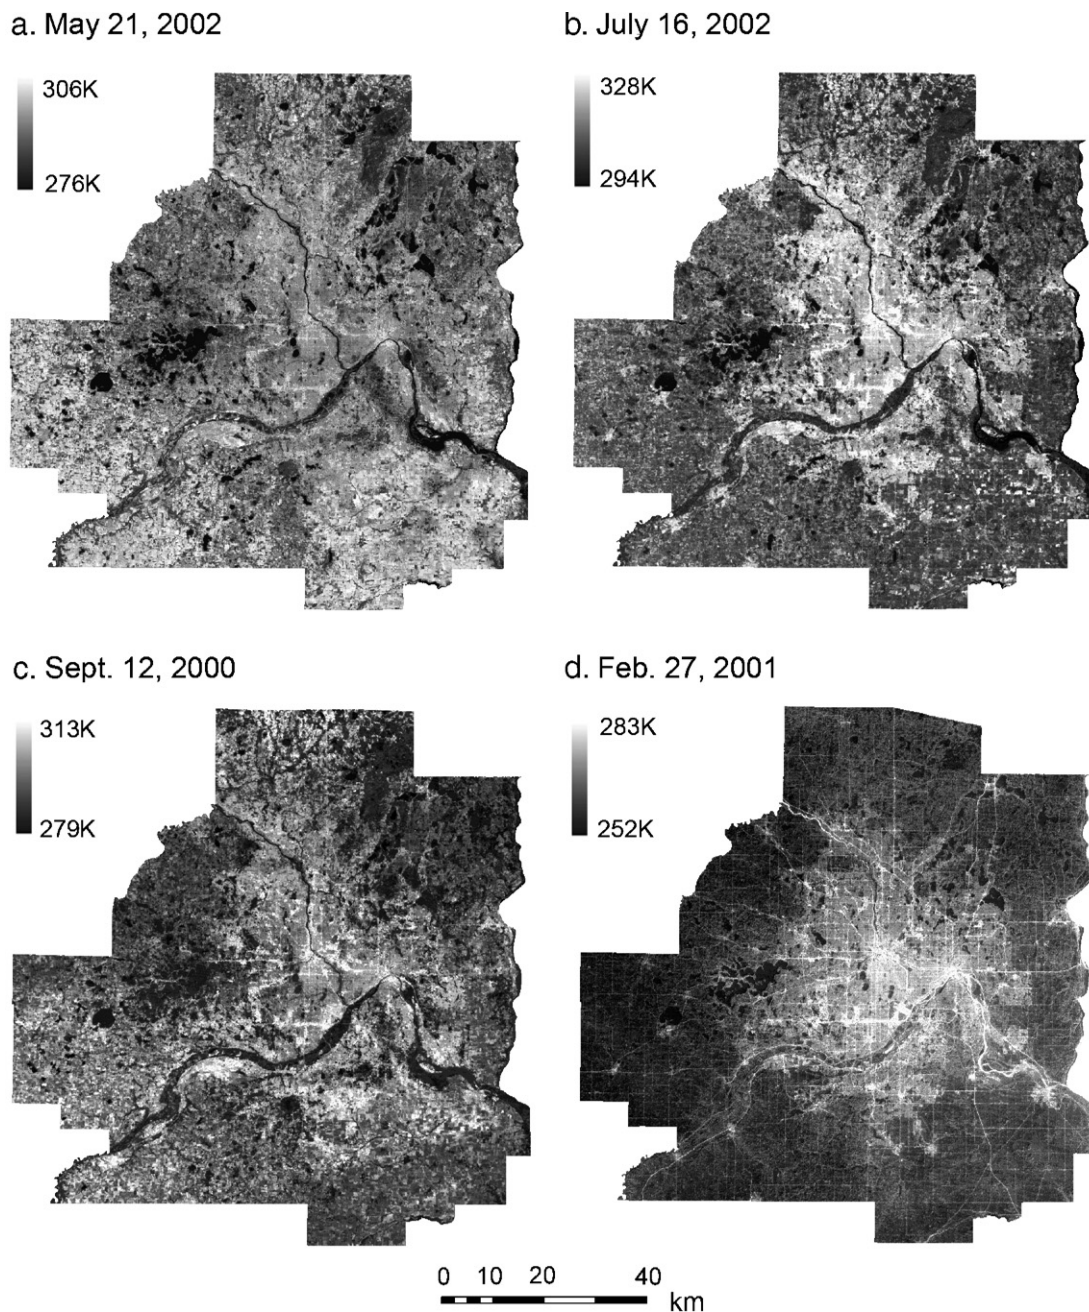 a. May 21, 2002
b. July 16, 2002
306K
276K
328K
294K
c. Sept. 12, 2000
d. Feb. 27, 2001
313K
279K
283K
252K
0 10 20 40
km